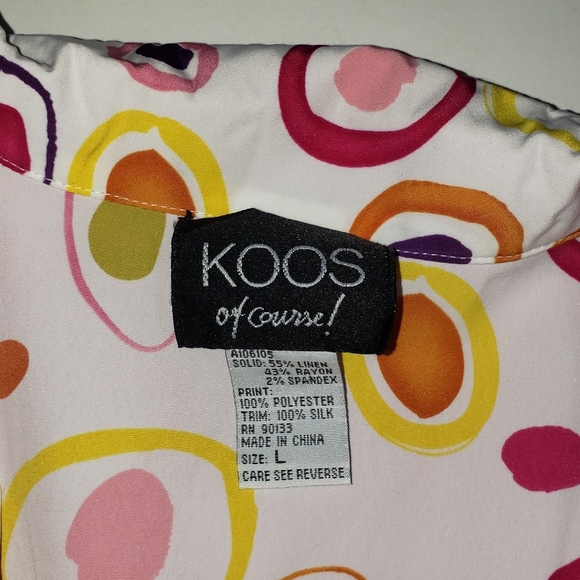 KOOS
of course!
A106105
SOLID: 55% LINEN
43% RAYON
2% SPANDEX
PRINT:
100% POLYESTER
TRIM: 100% SILK
RN 90133
MADE IN CHINA
SIZE: L
CARE SEE REVERSE